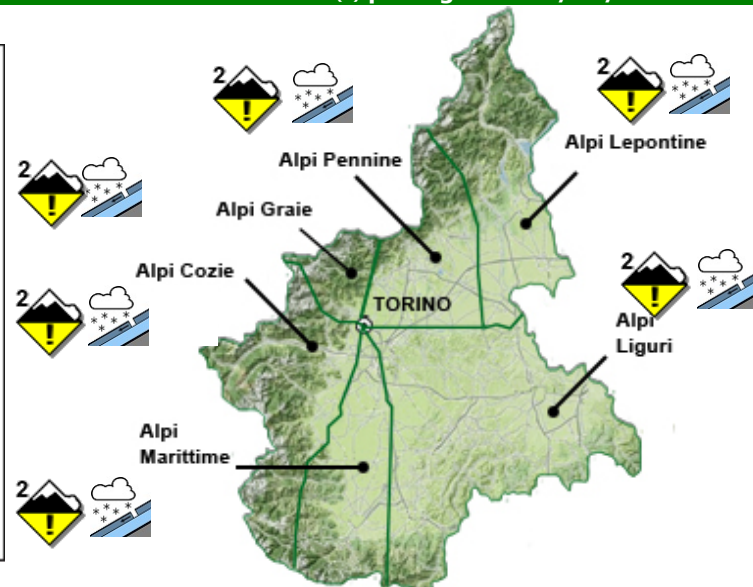 2
2
Alpi Pennine
Alpi Lepontine
2
Alpi Graie
Alpi Cozie
2
2
TORINO
Alpi
Liguri
Alpi
Marittime
2